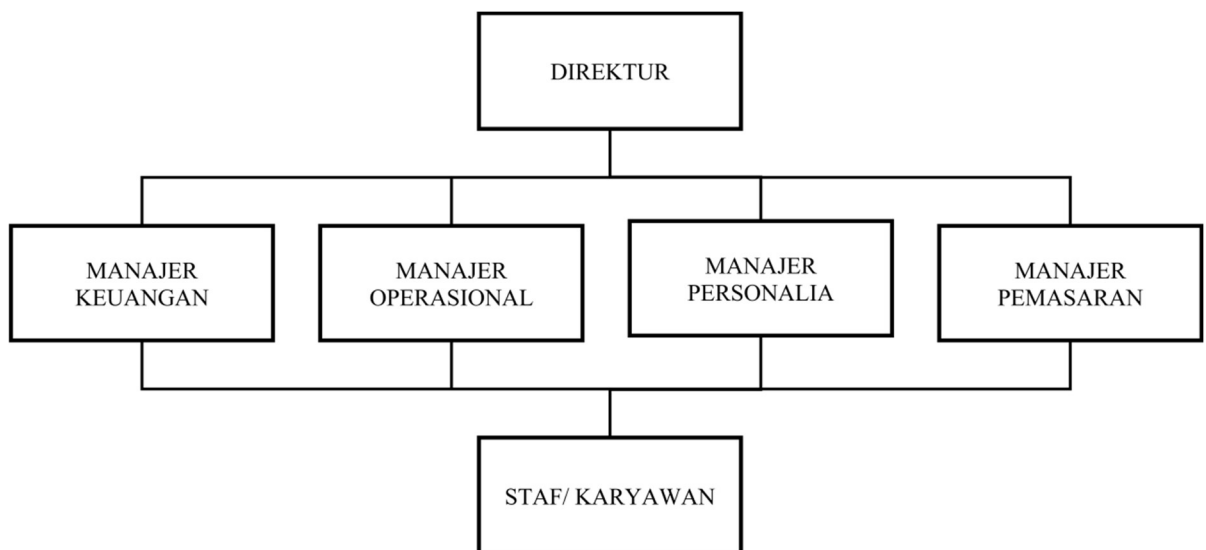 DIREKTUR
MANAJER
KEUANGAN
MANAJER
OPERASIONAL
MANAJER
PERSONALIA
MANAJER
PEMASARAN
STAF/ KARYAWAN